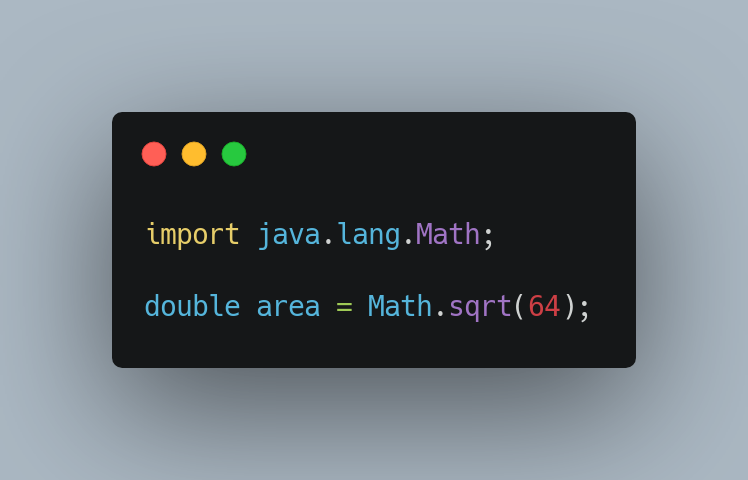 import java.lang.Math;
double area = Math.sqrt(64);